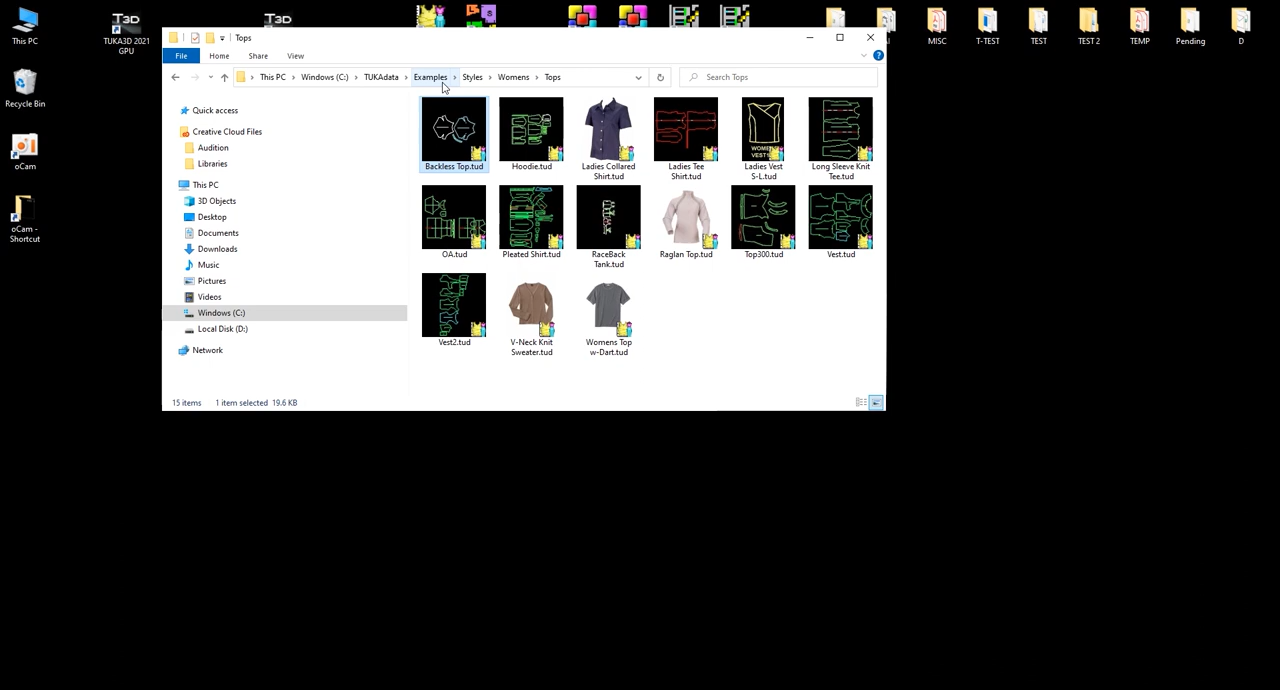 This PC
TUKA3D 2021
GPU
T3D
T3D
MISC
T-TEST
TEST
TEST 2
TEMP
Pending
D
Recycle Bin
oCam
oCam -
Shortcut
Tops
File
Home
Share
View
This PC
Windows (C:)
TUKAdata
Examples
Styles
Womens
Tops
Search Tops
Quick access
Creative Cloud Files
Audition
Libraries
This PC
3D Objects
Desktop
Documents
Downloads
Music
Pictures
Videos
Windows (C:)
Local Disk (D:)
Network
Backless Top.tud
Hoodie.tud
Ladies Collared
Shirt.tud
Ladies Tee
Shirt.tud
Ladies Vest
S-L.tud
Long Sleeve Knit
Tee.tud
OA.tud
Pleated Shirt.tud
RaceBack
Tank.tud
Raglan Top.tud
Top300.tud
Vest.tud
Vest2.tud
V-Neck Knit
Sweater.tud
Womens Top
w-Dart.tud
15 items
1 item selected 19.6 KB